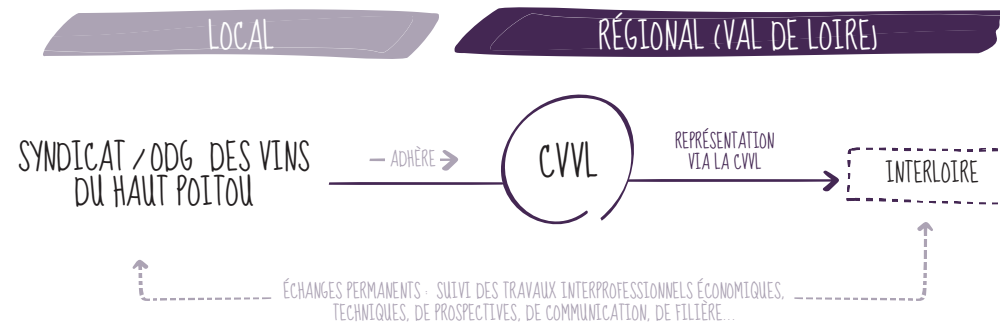 LOCAL
RÉGIONAL (VAL DE LOIRE)
SYNDICAT / ODG DES VINS
DU HAUT POITOU
ADHÈRE
CVVL
REPRÉSENTATION
VIA LA CVVL
INTERLOIRE
ÉCHANGES PERMANENTS : SUIVI DES TRAVAUX INTERPROFESSIONNELS ÉCONOMIQUES,
TECHNIQUES, DE PROSPECTIVES, DE COMMUNICATION, DE FILIÈRE...